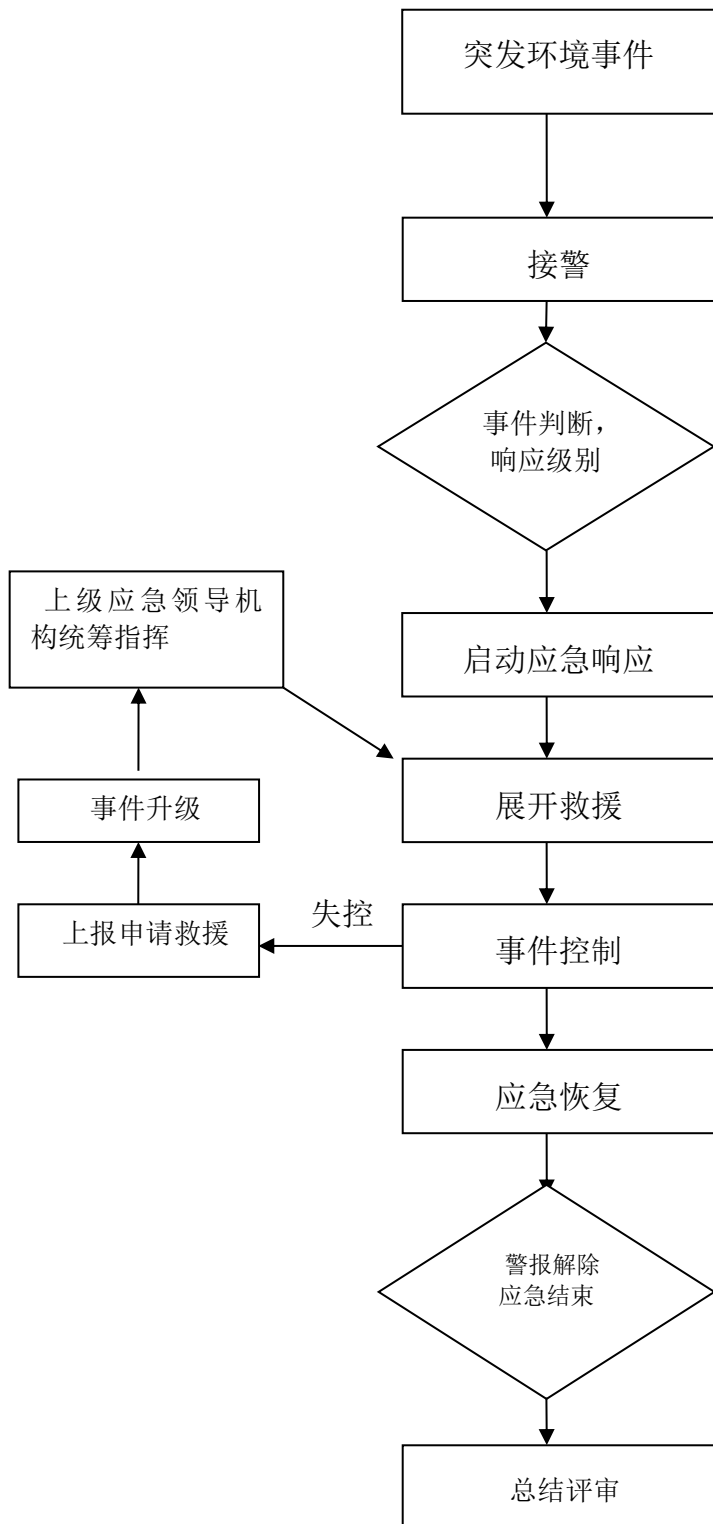 突发环境事件
接警
事件判断，
响应级别
上级应急领导机
构统筹指挥
启动应急响应
事件升级
展开救援
上报申请救援
失控
事件控制
应急恢复
警报解除
应急结束
总结评审